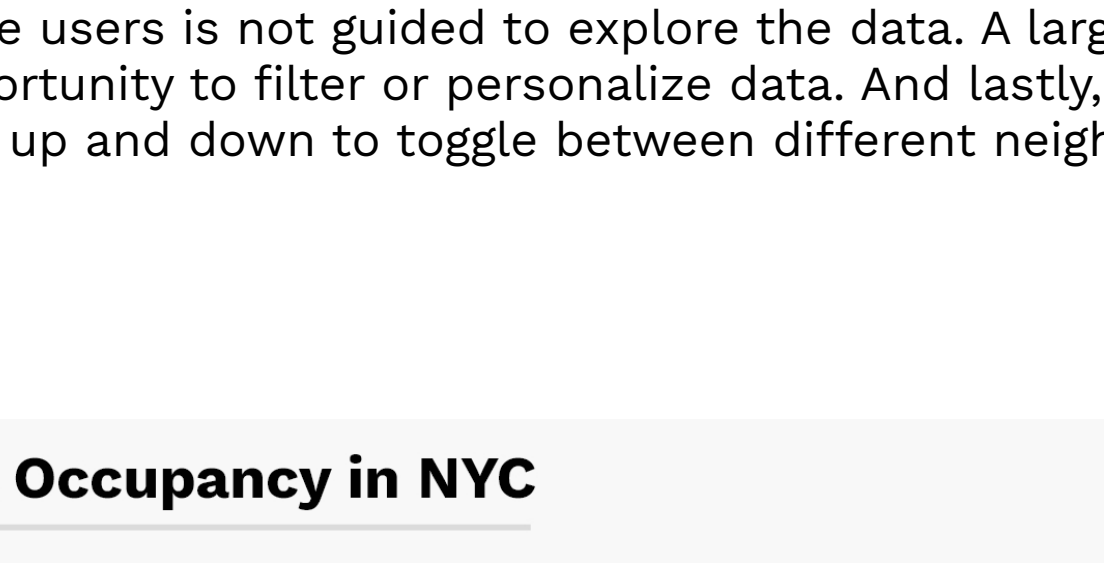 e users is not guided to explore the data. A larg
ortunity to filter or personalize data. And lastly,
up and down to toggle between different neigh
Occupancy in NYC